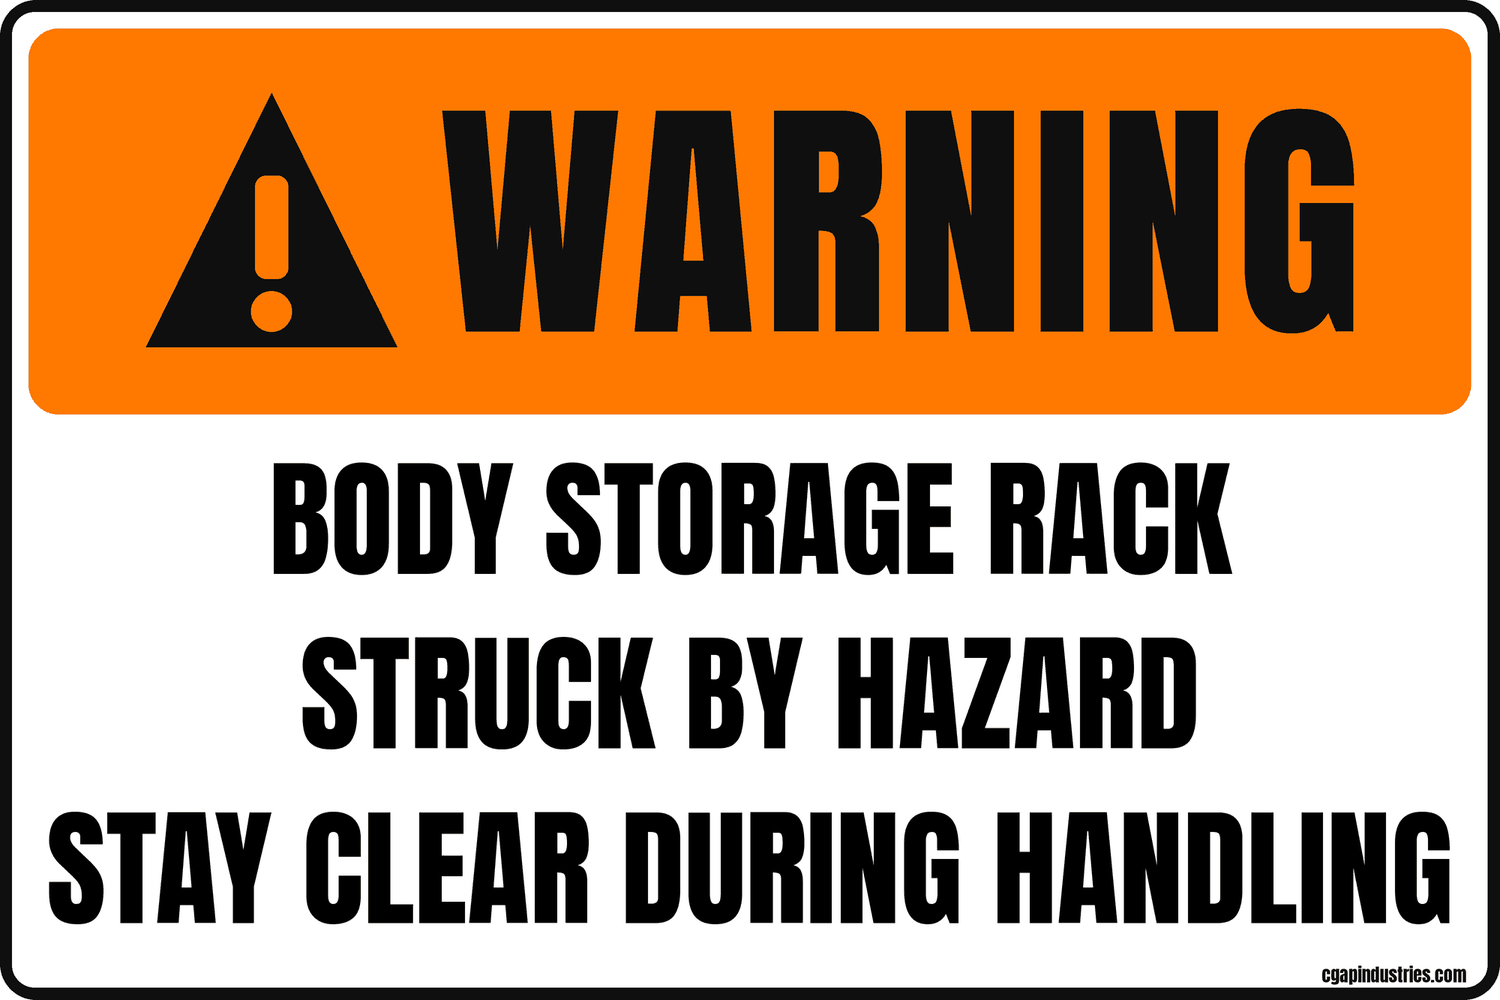 WARNING
BODY STORAGE RACK
STRUCK BY HAZARD
STAY CLEAR DURING HANDLING
cgapindustries.com